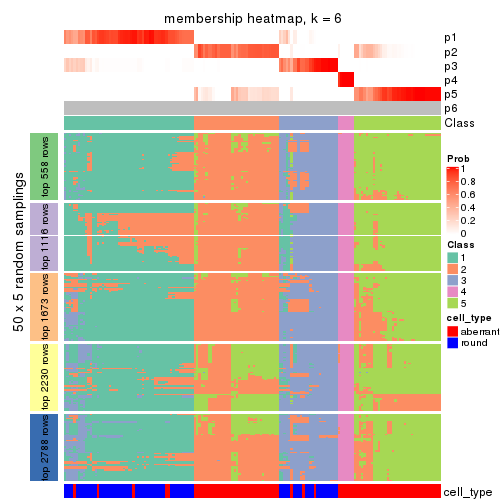 membership heatmap, k = 6
p1
p2
p3
p4
p5
p6
Class
50 x 5 random samplings
top 558 rows
top 1116 rows
top 1673 rows
top 2230 rows
top 2788 rows
cell_type
Prob
1
0.8
0.6
0.4
0.2
0
Class
1
2
3
4
5
cell_type
aberrant
round